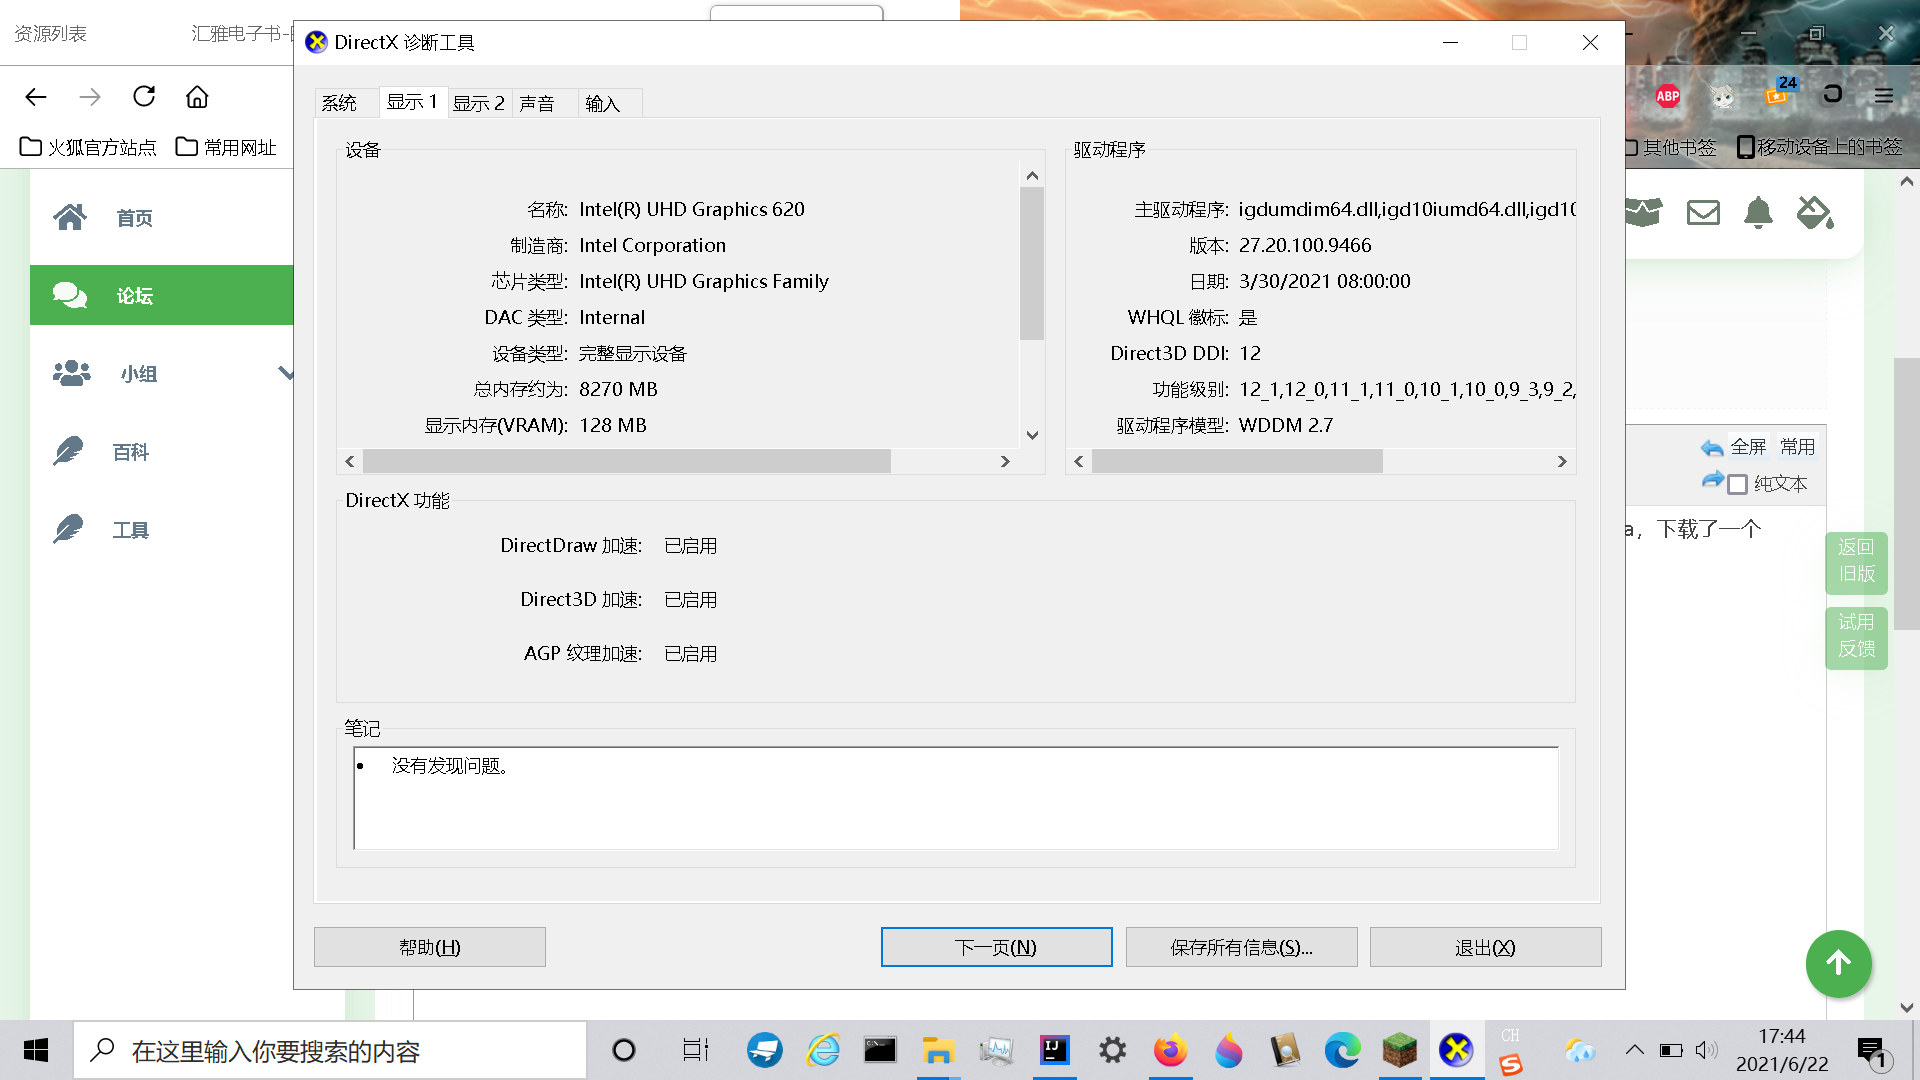 资源列表
汇雅电子书-
DirectX 诊断工具
24
ABP
火狐官方站点
常用网址
其他书签
移动设备上的书签
系统
显示 1
显示 2
声音
输入
首页
论坛
小组
百科
工具
设备
名称: Intel(R) UHD Graphics 620
制造商: Intel Corporation
芯片类型: Intel(R) UHD Graphics Family
DAC 类型: Internal
设备类型: 完整显示设备
总内存约为: 8270 MB
显示内存(VRAM): 128 MB
驱动程序
主驱动程序: igdumdim64.dll,igd10iumd64.dll,igd10
版本: 27.20.100.9466
日期: 3/30/2021 08:00:00
WHQL 徽标: 是
Direct3D DDI: 12
功能级别: 12_1,12_0,11_1,11_0,10_1,10_0,9_3,9_2,
驱动程序模型: WDDM 2.7
DirectX 功能
DirectDraw 加速: 已启用
Direct3D 加速: 已启用
AGP 纹理加速: 已启用
笔记
• 没有发现问题。
帮助(H)
下一页(N)
保存所有信息(S)...
退出(X)
全屏
常用
纯文本
a，下载了一个
返回
旧版
试用
反馈
在这里输入你要搜索的内容
IJ
CH
17:44
2021/6/22
1